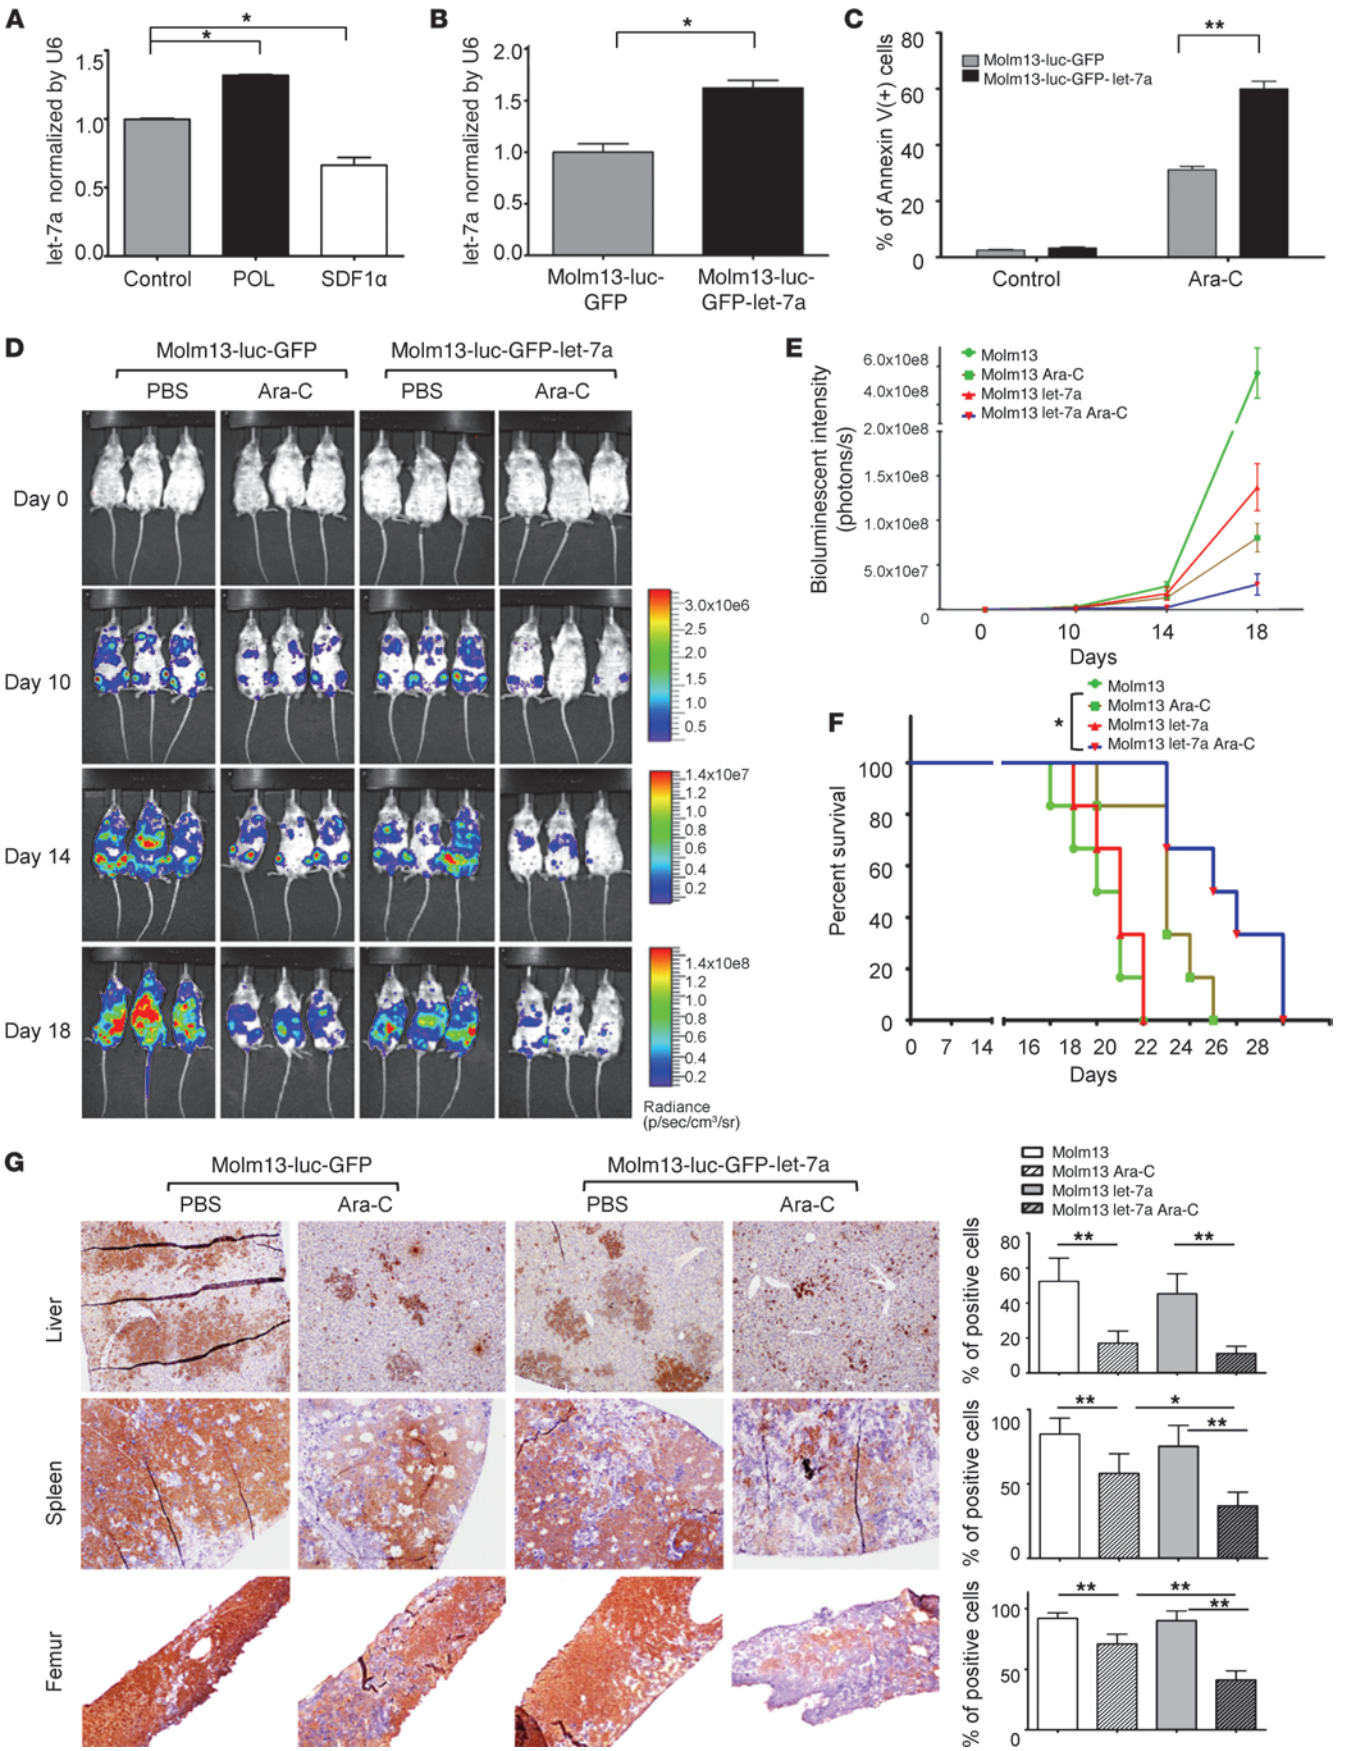 A
let-7a normalized by U6
1.5
1.0
0.5
0.0
*
*
Control POL SDF1α
B
let-7a normalized by U6
2.0
1.5
1.0
0.5
0.0
*
Molm13-luc-GFP
Molm13-luc-GFP-let-7a
C
% of Annexin V(+) cells
80
60
40
20
0
Molm13-luc-GFP
Molm13-luc-GFP-let-7a
**
Control Ara-C
D
Molm13-luc-GFP Molm13-luc-GFP-let-7a
PBS Ara-C PBS Ara-C
Day 0
Day 10
3.0x10e6
2.5
2.0
1.5
1.0
0.5
Day 14
1.4x10e7
1.2
1.0
0.8
0.6
0.4
0.2
Day 18
1.4x10e8
1.2
1.0
0.8
0.6
0.4
0.2
Radiance
(p/sec/cm³/sr)
E
Bioluminescent intensity
(photons/s)
6.0x10e8
4.0x10e8
2.0x10e8
1.5x10e8
1.0x10e8
5.0x10e7
0
Molm13
Molm13 Ara-C
Molm13 let-7a
Molm13 let-7a Ara-C
0 10 14 18
Days
F
Molm13
Molm13 Ara-C
Molm13 let-7a
Molm13 let-7a Ara-C
*
Percent survival
100
80
60
40
20
0
0 7 14 16 18 20 22 24 26 28
Days
G
Molm13-luc-GFP Molm13-luc-GFP-let-7a
PBS Ara-C PBS Ara-C
Liver
Spleen
Femur
Molm13
Molm13 Ara-C
Molm13 let-7a
Molm13 let-7a Ara-C
% of positive cells
80
60
40
20
0
** **
% of positive cells
100
50
0
** *
**
% of positive cells
100
50
0
** **
**